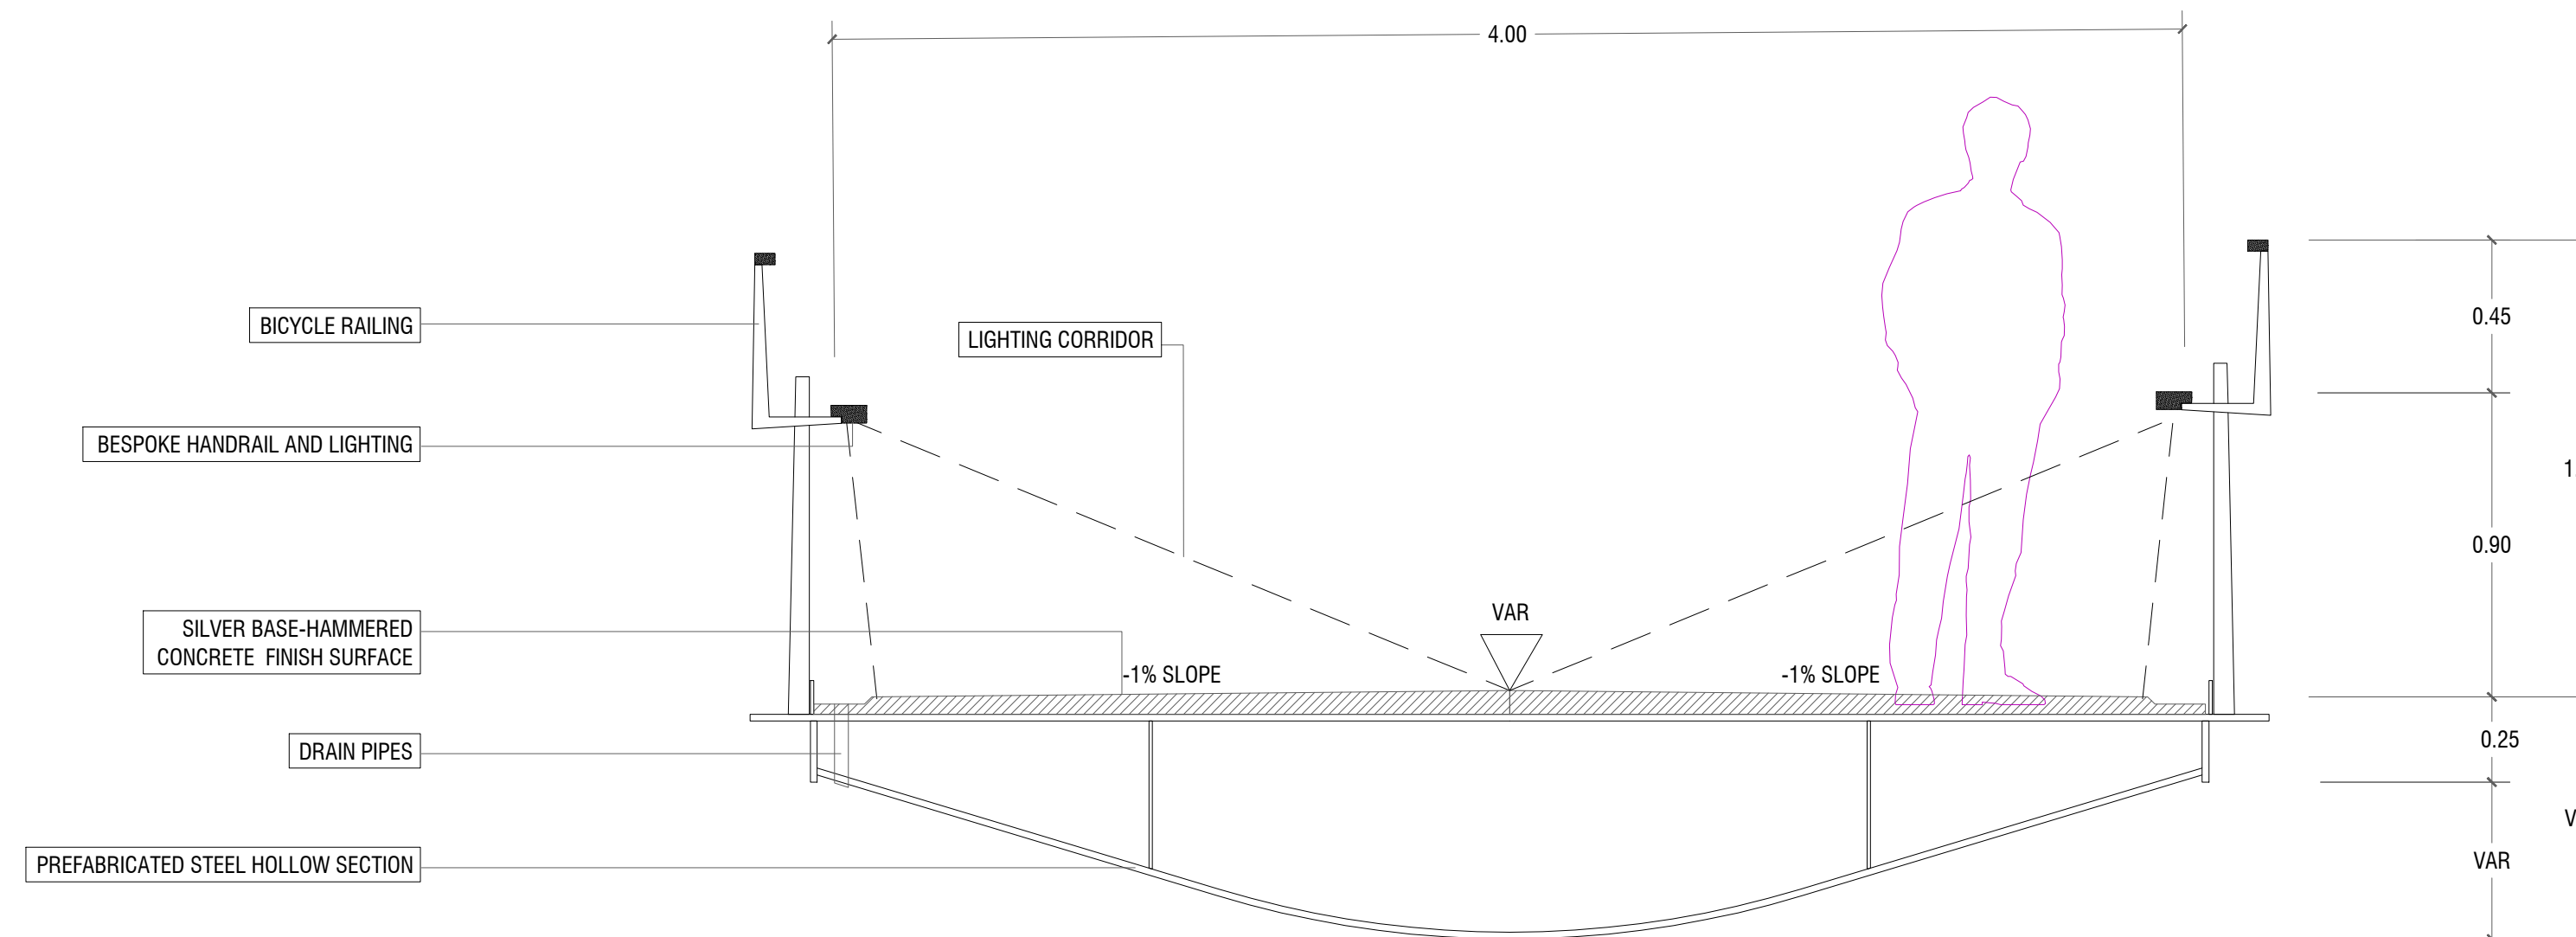 4.00
BICYCLE RAILING
LIGHTING CORRIDOR
0.45
BESPOKE HANDRAIL AND LIGHTING
1
0.90
VAR
SILVER BASE-HAMMERED
CONCRETE FINISH SURFACE
-1% SLOPE
-1% SLOPE
DRAIN PIPES
0.25
PREFABRICATED STEEL HOLLOW SECTION
VAR